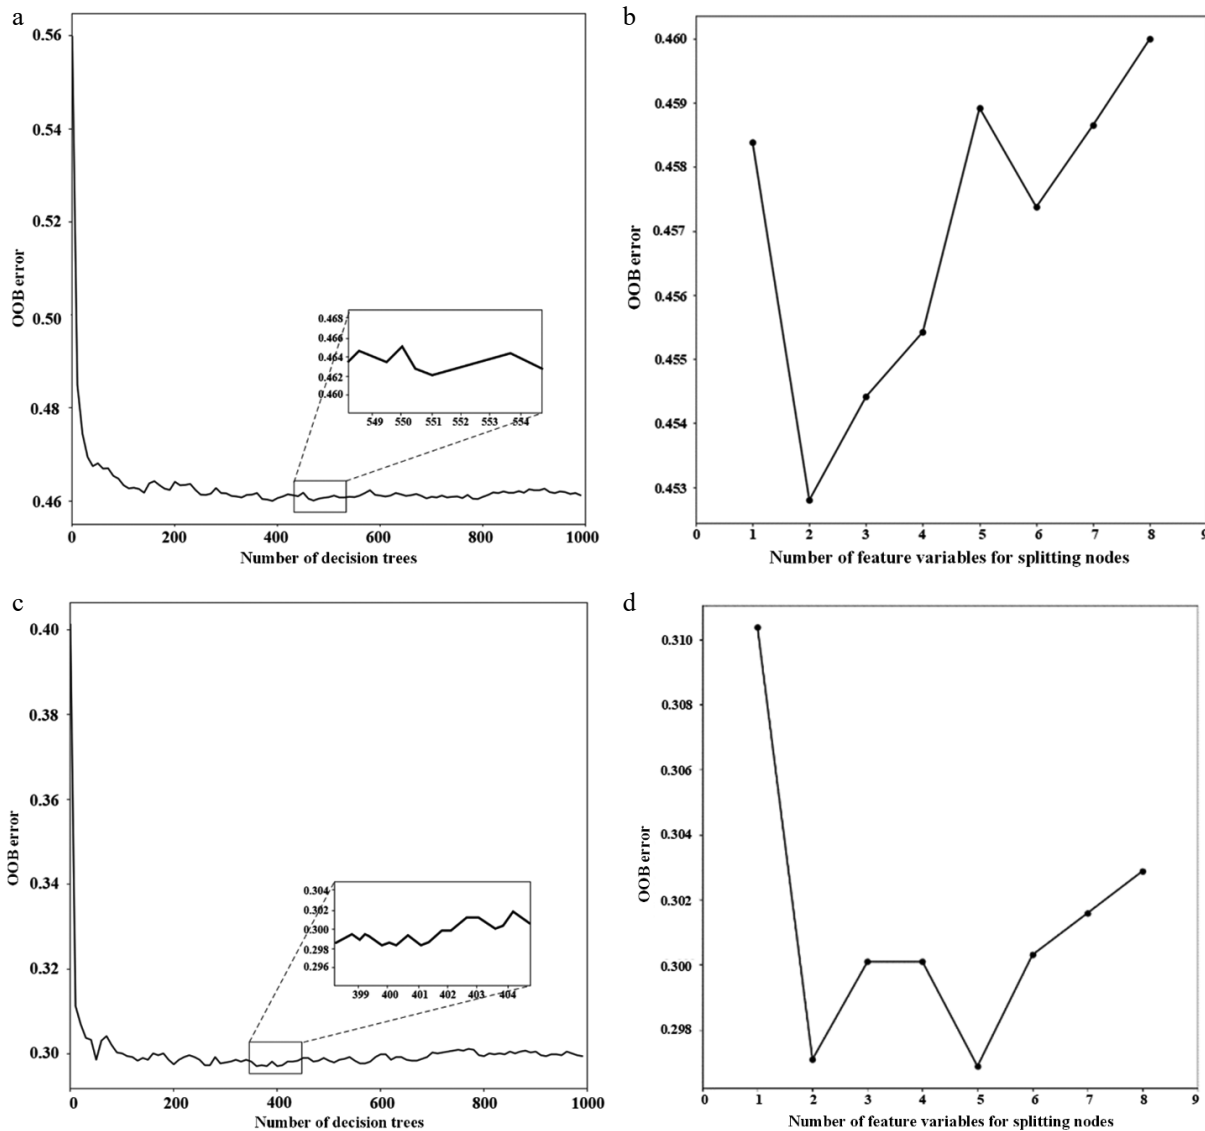 a
0.56
0.54
0.52
0.50
0.48
0.46
OOB error
0 200 400 600 800 1000
Number of decision trees
0.468
0.466
0.464
0.462
0.460
549 550 551 552 553 554
b
0.460
0.459
0.458
0.457
0.456
0.455
0.454
0.453
OOB error
0 1 2 3 4 5 6 7 8 9
Number of feature variables for splitting nodes
c
0.40
0.38
0.36
0.34
0.32
0.30
OOB error
0 200 400 600 800 1000
Number of decision trees
0.304
0.302
0.300
0.298
0.296
399 400 401 402 403 404
d
0.310
0.308
0.306
0.304
0.302
0.300
0.298
OOB error
0 1 2 3 4 5 6 7 8 9
Number of feature variables for splitting nodes